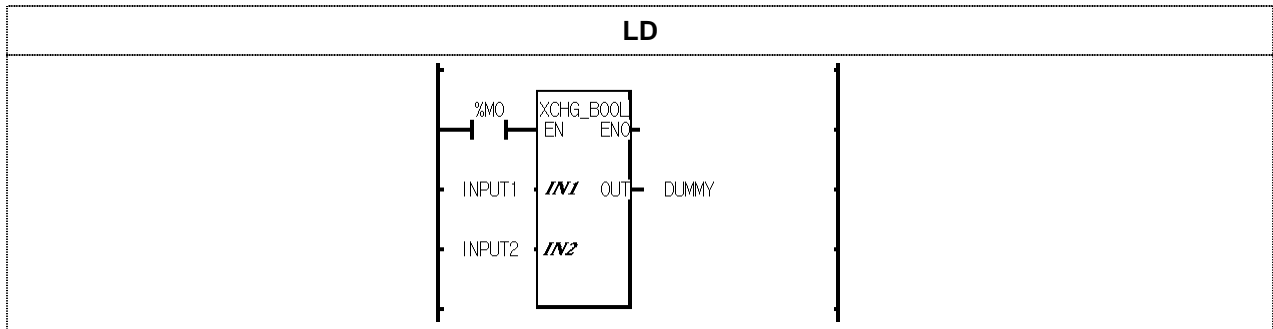 LD
%M0
XCHG_BOOL
EN ENO
INPUT1 IN1 OUT DUMMY
INPUT2 IN2